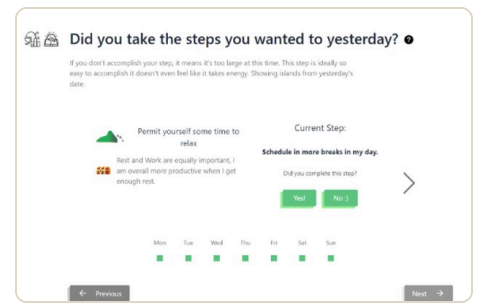 Did you take the steps you wanted to yesterday? ?
If you don't accomplish your step, it means it's too large at this time. This step is ideally so
easy to accomplish it doesn't even feel like it takes energy. Showing islands from yesterday's
date.
Permit yourself some time to
relax
Rest and Work are equally important, I
am overall more productive when I get
enough rest.
Current Step:
Schedule in more breaks in my day.
Did you complete this step?
Yes! No :)
Mon Tue Wed Thu Fri Sat Sun
← Previous Next →